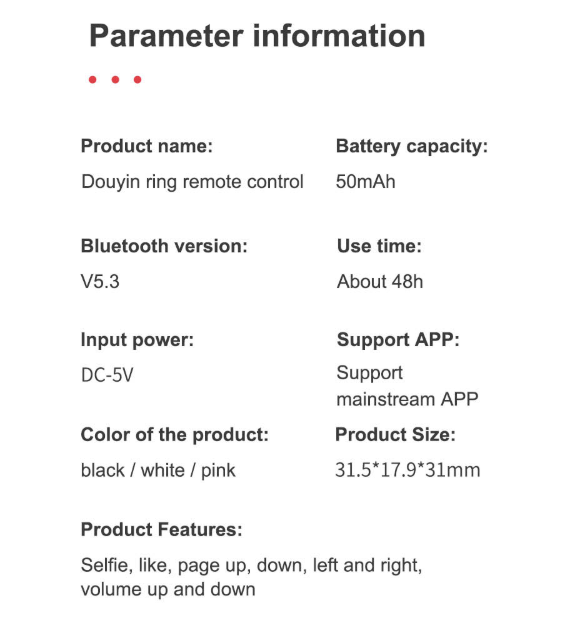 Parameter information
Product name:
Douyin ring remote control
Battery capacity:
50mAh
Bluetooth version:
V5.3
Use time:
About 48h
Input power:
DC-5V
Support APP:
Support
mainstream APP
Color of the product:
black / white / pink
Product Size:
31.5*17.9*31mm
Product Features:
Selfie, like, page up, down, left and right,
volume up and down